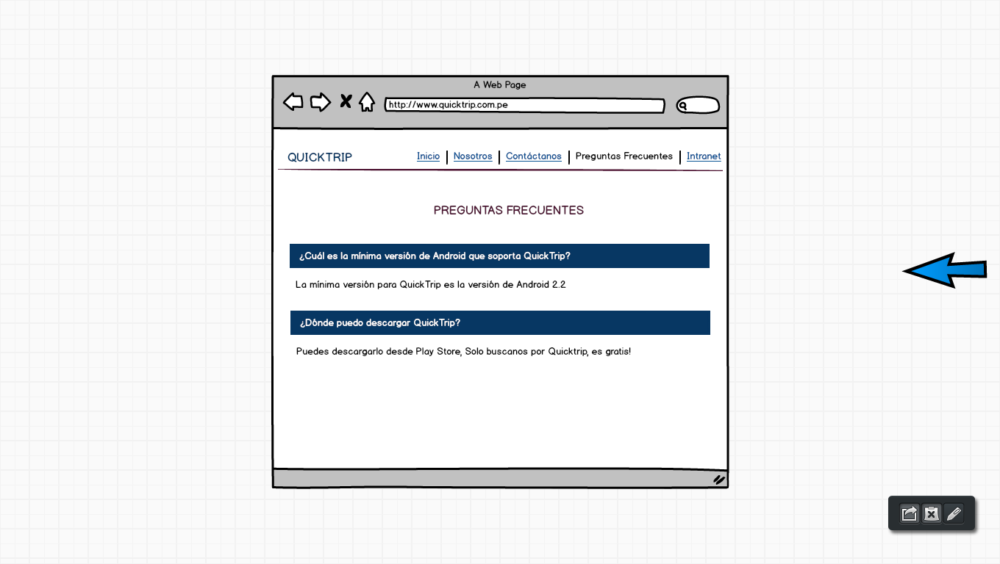 A Web Page
http://www.quicktrip.com.pe
QUICKTRIP
Inicio Nosotros Contáctanos Preguntas Frecuentes Intranet
PREGUNTAS FRECUENTES
¿Cuál es la mínima versión de Android que soporta QuickTrip?
La mínima versión para QuickTrip es la versión de Android 2.2
¿Dónde puedo descargar QuickTrip?
Puedes descargarlo desde Play Store, Solo buscanos por Quicktrip, es gratis!